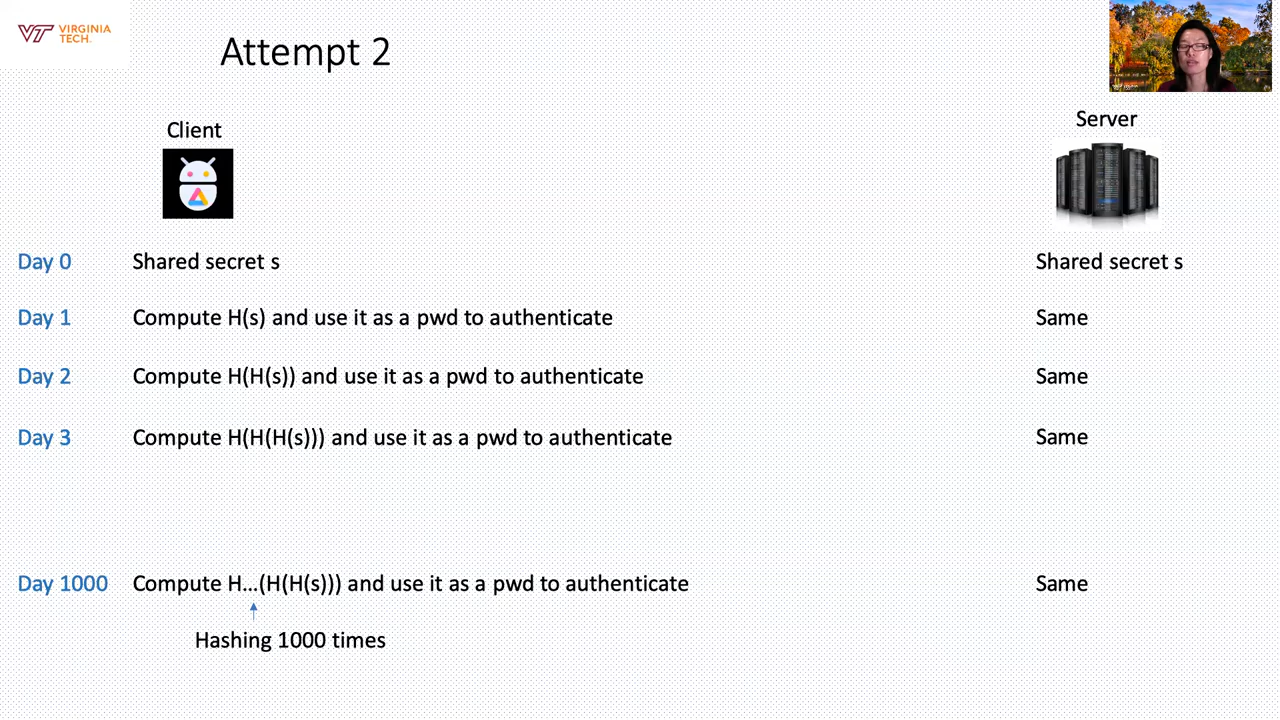 VIRGINIA
TECH.
Attempt 2
Client
Server
Day 0 Shared secret s Shared secret s
Day 1 Compute H(s) and use it as a pwd to authenticate Same
Day 2 Compute H(H(s)) and use it as a pwd to authenticate Same
Day 3 Compute H(H(H(s))) and use it as a pwd to authenticate Same
Day 1000 Compute H...(H(H(s))) and use it as a pwd to authenticate Same
Hashing 1000 times